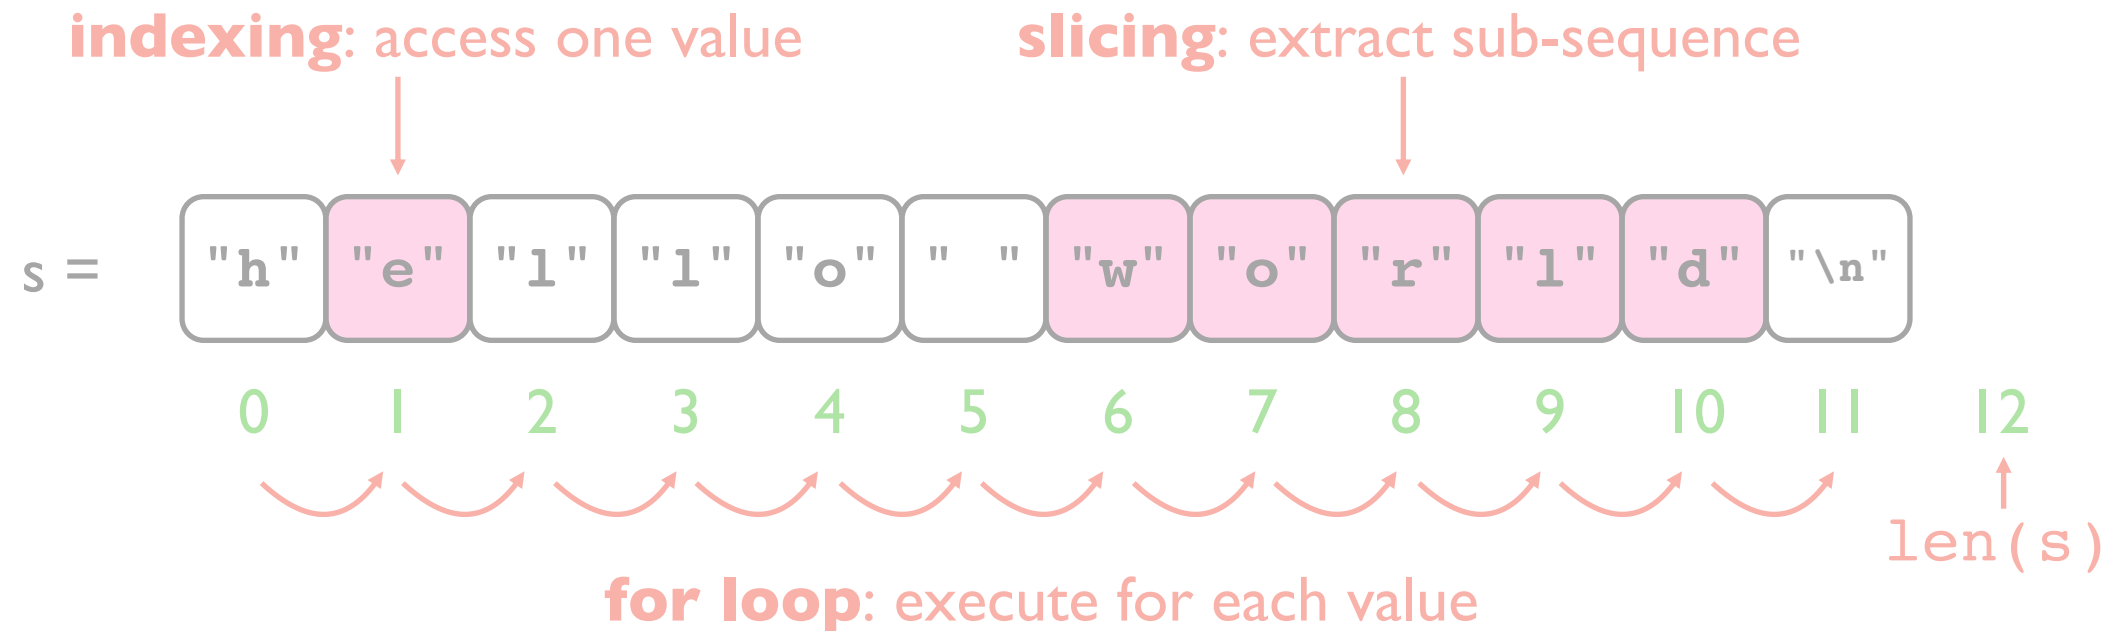 indexing: access one value
slicing: extract sub-sequence
s = "h" "e" "l" "l" "o" " " "w" "o" "r" "l" "d" "\n"
0 1 2 3 4 5 6 7 8 9 10 11 12
len(s)
for loop: execute for each value